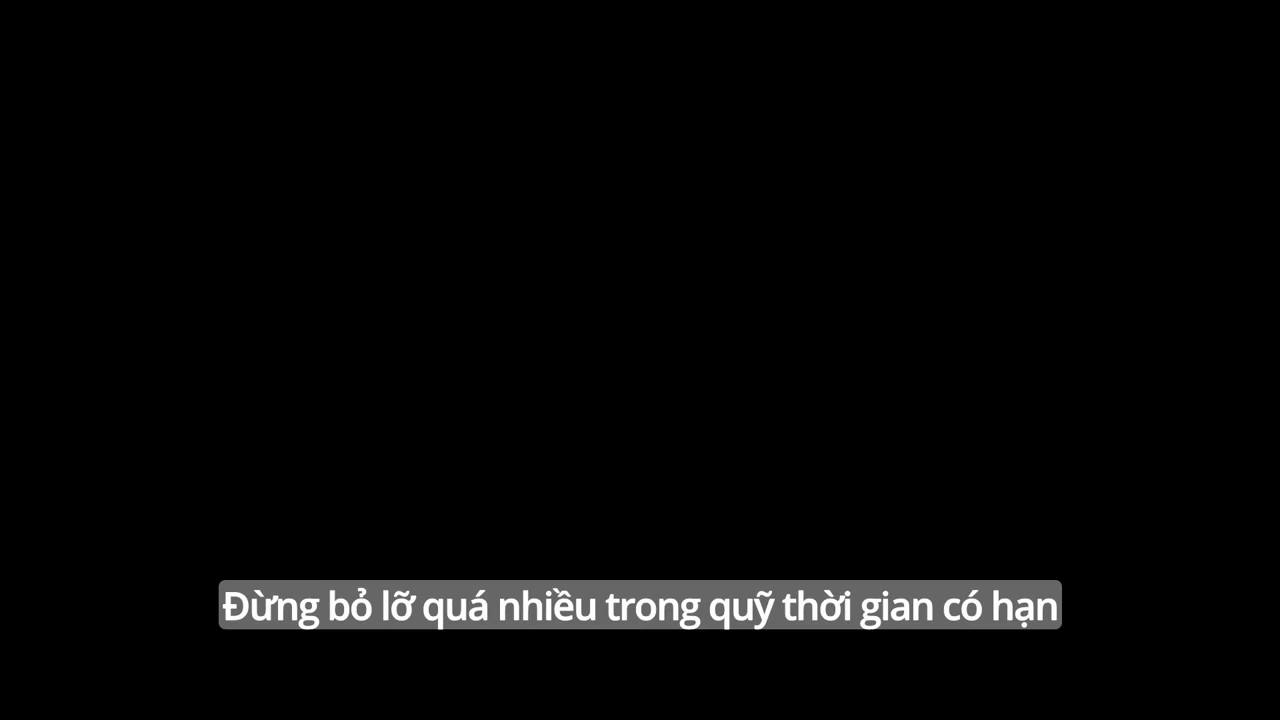 Đừng bỏ lỡ quá nhiều trong quỹ thời gian có hạn